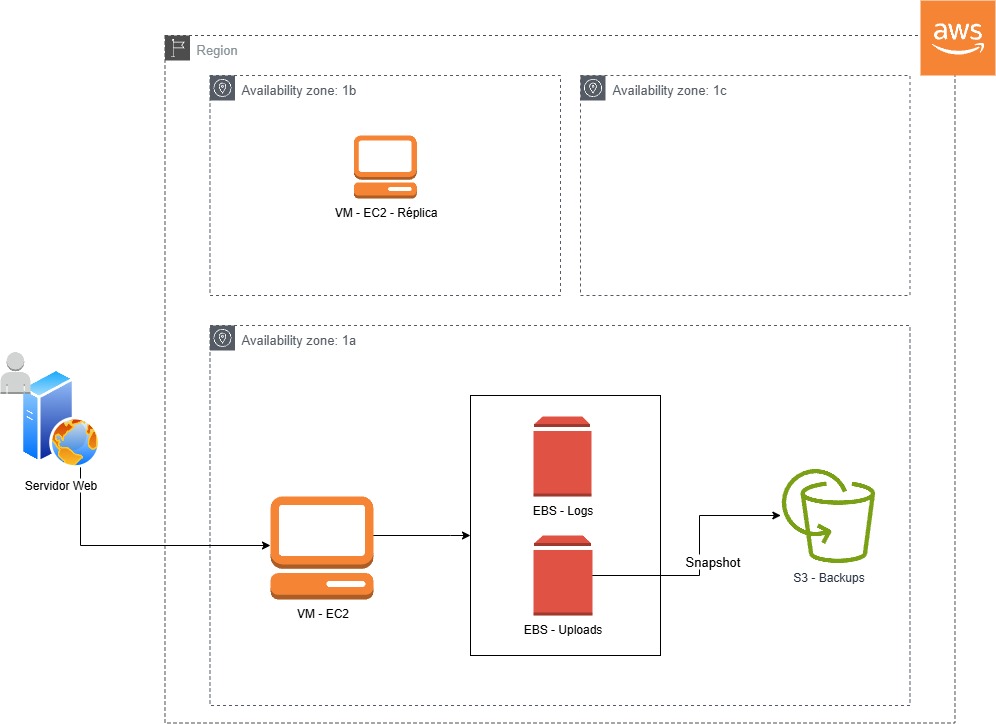 aws
Region
Availability zone: 1b
Availability zone: 1c
VM - EC2 - Réplica
Availability zone: 1a
Servidor Web
EBS - Logs
Snapshot
S3 - Backups
VM - EC2
EBS - Uploads